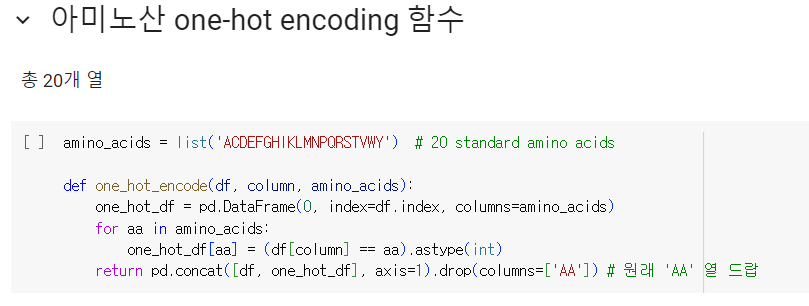 아미노산 one-hot encoding 함수
총 20개 열
[ ] amino_acids = list('ACDEFGHIKLMNPQRSTVWY')  # 20 standard amino acids
def one_hot_encode(df, column, amino_acids):
    one_hot_df = pd.DataFrame(0, index=df.index, columns=amino_acids)
    for aa in amino_acids:
        one_hot_df[aa] = (df[column] == aa).astype(int)
    return pd.concat([df, one_hot_df], axis=1).drop(columns=['AA']) # 원래 'AA' 열 드랍